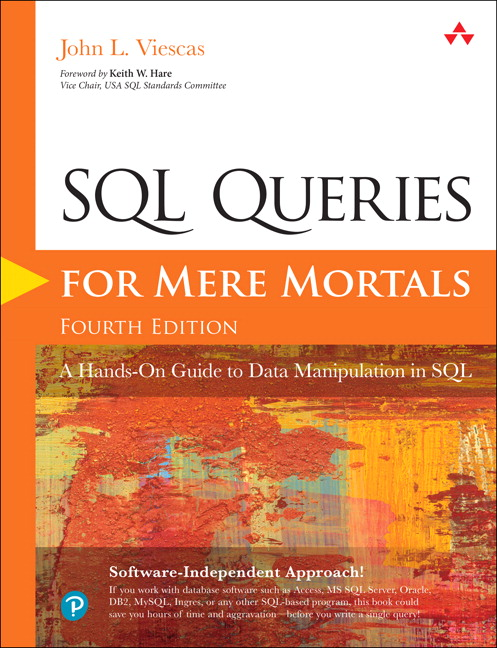 John L. Viescas
Foreword by Keith W. Hare
Vice Chair, USA SQL Standards Committee
SQL Queries
for Mere Mortals
Fourth Edition
A Hands-On Guide to Data Manipulation in SQL
Software-Independent Approach!
If you work with database software such as Access, MS SQL Server, Oracle,
DB2, MySQL, Ingres, or any other SQL-based program, this book could
save you hours of time and aggravation—before you write a single query!
P